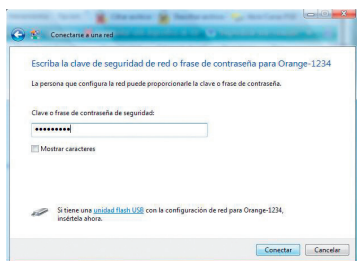 Conectarse a una red
Escriba la clave de seguridad de red o frase de contraseña para Orange-1234
La persona que configura la red puede proporcionarle la clave o frase de contraseña.
Clave o frase de contraseña de seguridad:
•••••••••
Mostrar caracteres
Si tiene una unidad flash USB con la configuración de red para Orange-1234,
insértela ahora.
Conectar Cancelar